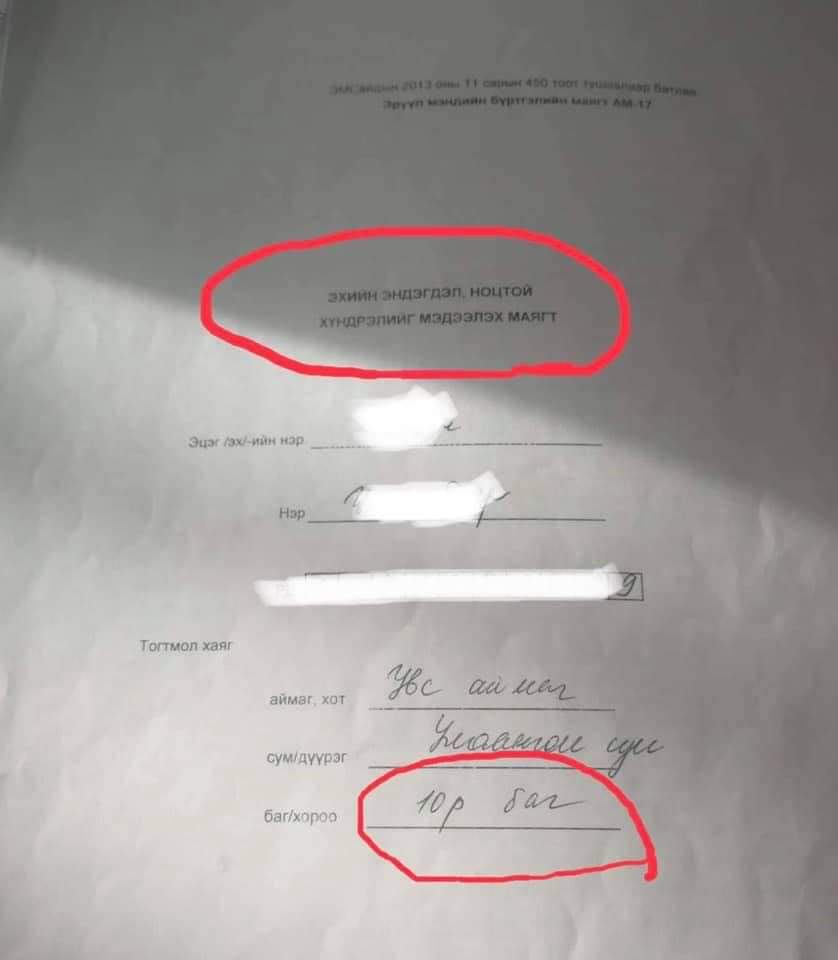 ЭМСайдын 2013 оны 11 сарын 450 тоот тушаалаар батлав
Эрүүл мэндийн бүртгэлийн маягт АМ-17
ЭХИЙН ЭНДЭГДЭЛ, НОЦТОЙ
ХҮНДРЭЛИЙГ МЭДЭЭЛЭХ МАЯГТ
Эцэг /эх/-ийн нэр
Нэр
9
Тогтмол хаяг
аймаг, хот Увс аймаг
сум/дүүрэг Улаангом сум
баг/хороо 10р баг